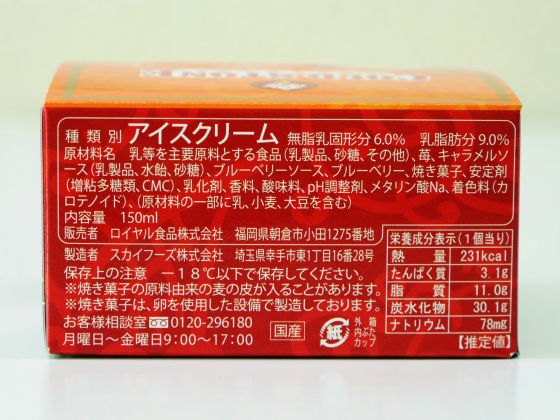 種類別 アイスクリーム 無脂乳固形分6.0% 乳脂肪分9.0%
原材料名 乳等を主要原料とする食品(乳製品、砂糖、その他)、苺、キャラメルソ
ース(乳製品、水飴、砂糖)、ブルーベリーソース、ブルーベリー、焼き菓子、安定剤
(増粘多糖類、CMC)、乳化剤、香料、酸味料、pH調整剤、メタリン酸Na、着色料(カ
ロテノイド)、(原材料の一部に乳、小麦、大豆を含む)
内容量 150ml
販売者 ロイヤル食品株式会社 福岡県朝倉市小田1275番地
製造者 スカイフーズ株式会社 埼玉県幸手市東1丁目16番28号
保存上の注意 −18℃以下で保存してください。
※焼き菓子の原料由来の麦の皮が入ることがあります。
※焼き菓子は、卵を使用した設備で製造しております。
お客様相談室 0120-296180
月曜日〜金曜日9:00〜17:00
国産
紙
外箱
内ぶた
カップ
栄養成分表示(1個当り)
熱量 231kcal
たんぱく質 3.1g
脂質 11.0g
炭水化物 30.1g
ナトリウム 78mg
【推定値】